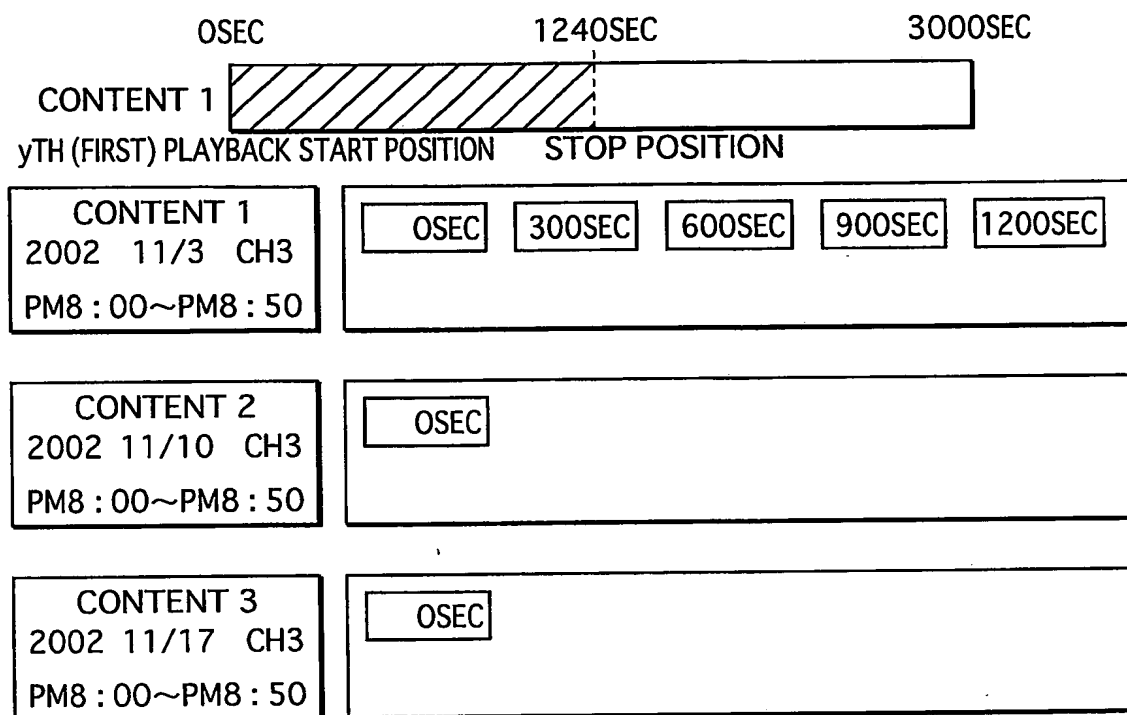 0SEC 1240SEC 3000SEC
CONTENT 1
yTH (FIRST) PLAYBACK START POSITION STOP POSITION
CONTENT 1
2002 11/3 CH3
PM8:00~PM8:50
0SEC 300SEC 600SEC 900SEC 1200SEC
CONTENT 2
2002 11/10 CH3
PM8:00~PM8:50
0SEC
CONTENT 3
2002 11/17 CH3
PM8:00~PM8:50
0SEC